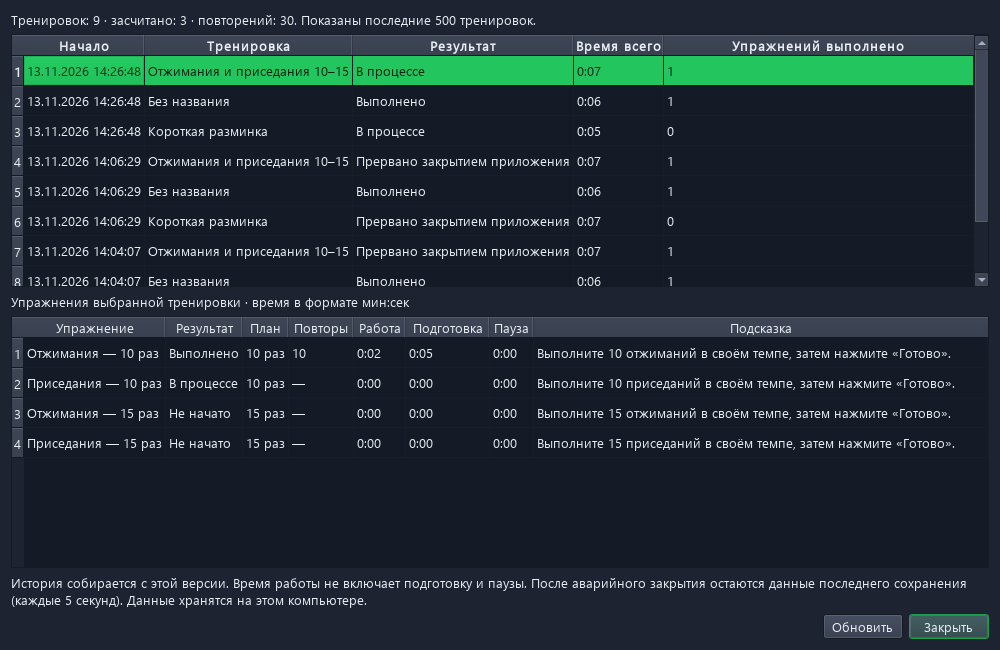 Тренировок: 9 · засчитано: 3 · повторений: 30. Показаны последние 500 тренировок.
Начало Тренировка Результат Время всего Упражнений выполнено
1 13.11.2026 14:26:48 Отжимания и приседания 10–15 В процессе 0:07 1
2 13.11.2026 14:26:48 Без названия Выполнено 0:06 1
3 13.11.2026 14:26:48 Короткая разминка В процессе 0:05 0
4 13.11.2026 14:06:29 Отжимания и приседания 10–15 Прервано закрытием приложения 0:07 1
5 13.11.2026 14:06:29 Без названия Выполнено 0:06 1
6 13.11.2026 14:06:29 Короткая разминка Прервано закрытием приложения 0:07 0
7 13.11.2026 14:04:07 Отжимания и приседания 10–15 Прервано закрытием приложения 0:07 1
8 13.11.2026 14:04:07 Без названия Выполнено 0:06 1
Упражнения выбранной тренировки · время в формате мин:сек
Упражнение Результат План Повторы Работа Подготовка Пауза Подсказка
1 Отжимания — 10 раз Выполнено 10 раз 10 0:02 0:05 0:00 Выполните 10 отжиманий в своём темпе, затем нажмите «Готово».
2 Приседания — 10 раз В процессе 10 раз — 0:00 0:00 0:00 Выполните 10 приседаний в своём темпе, затем нажмите «Готово».
3 Отжимания — 15 раз Не начато 15 раз — 0:00 0:00 0:00 Выполните 15 отжиманий в своём темпе, затем нажмите «Готово».
4 Приседания — 15 раз Не начато 15 раз — 0:00 0:00 0:00 Выполните 15 приседаний в своём темпе, затем нажмите «Готово».
История собирается с этой версии. Время работы не включает подготовку и паузы. После аварийного закрытия остаются данные последнего сохранения
(каждые 5 секунд). Данные хранятся на этом компьютере.
Обновить Закрыть